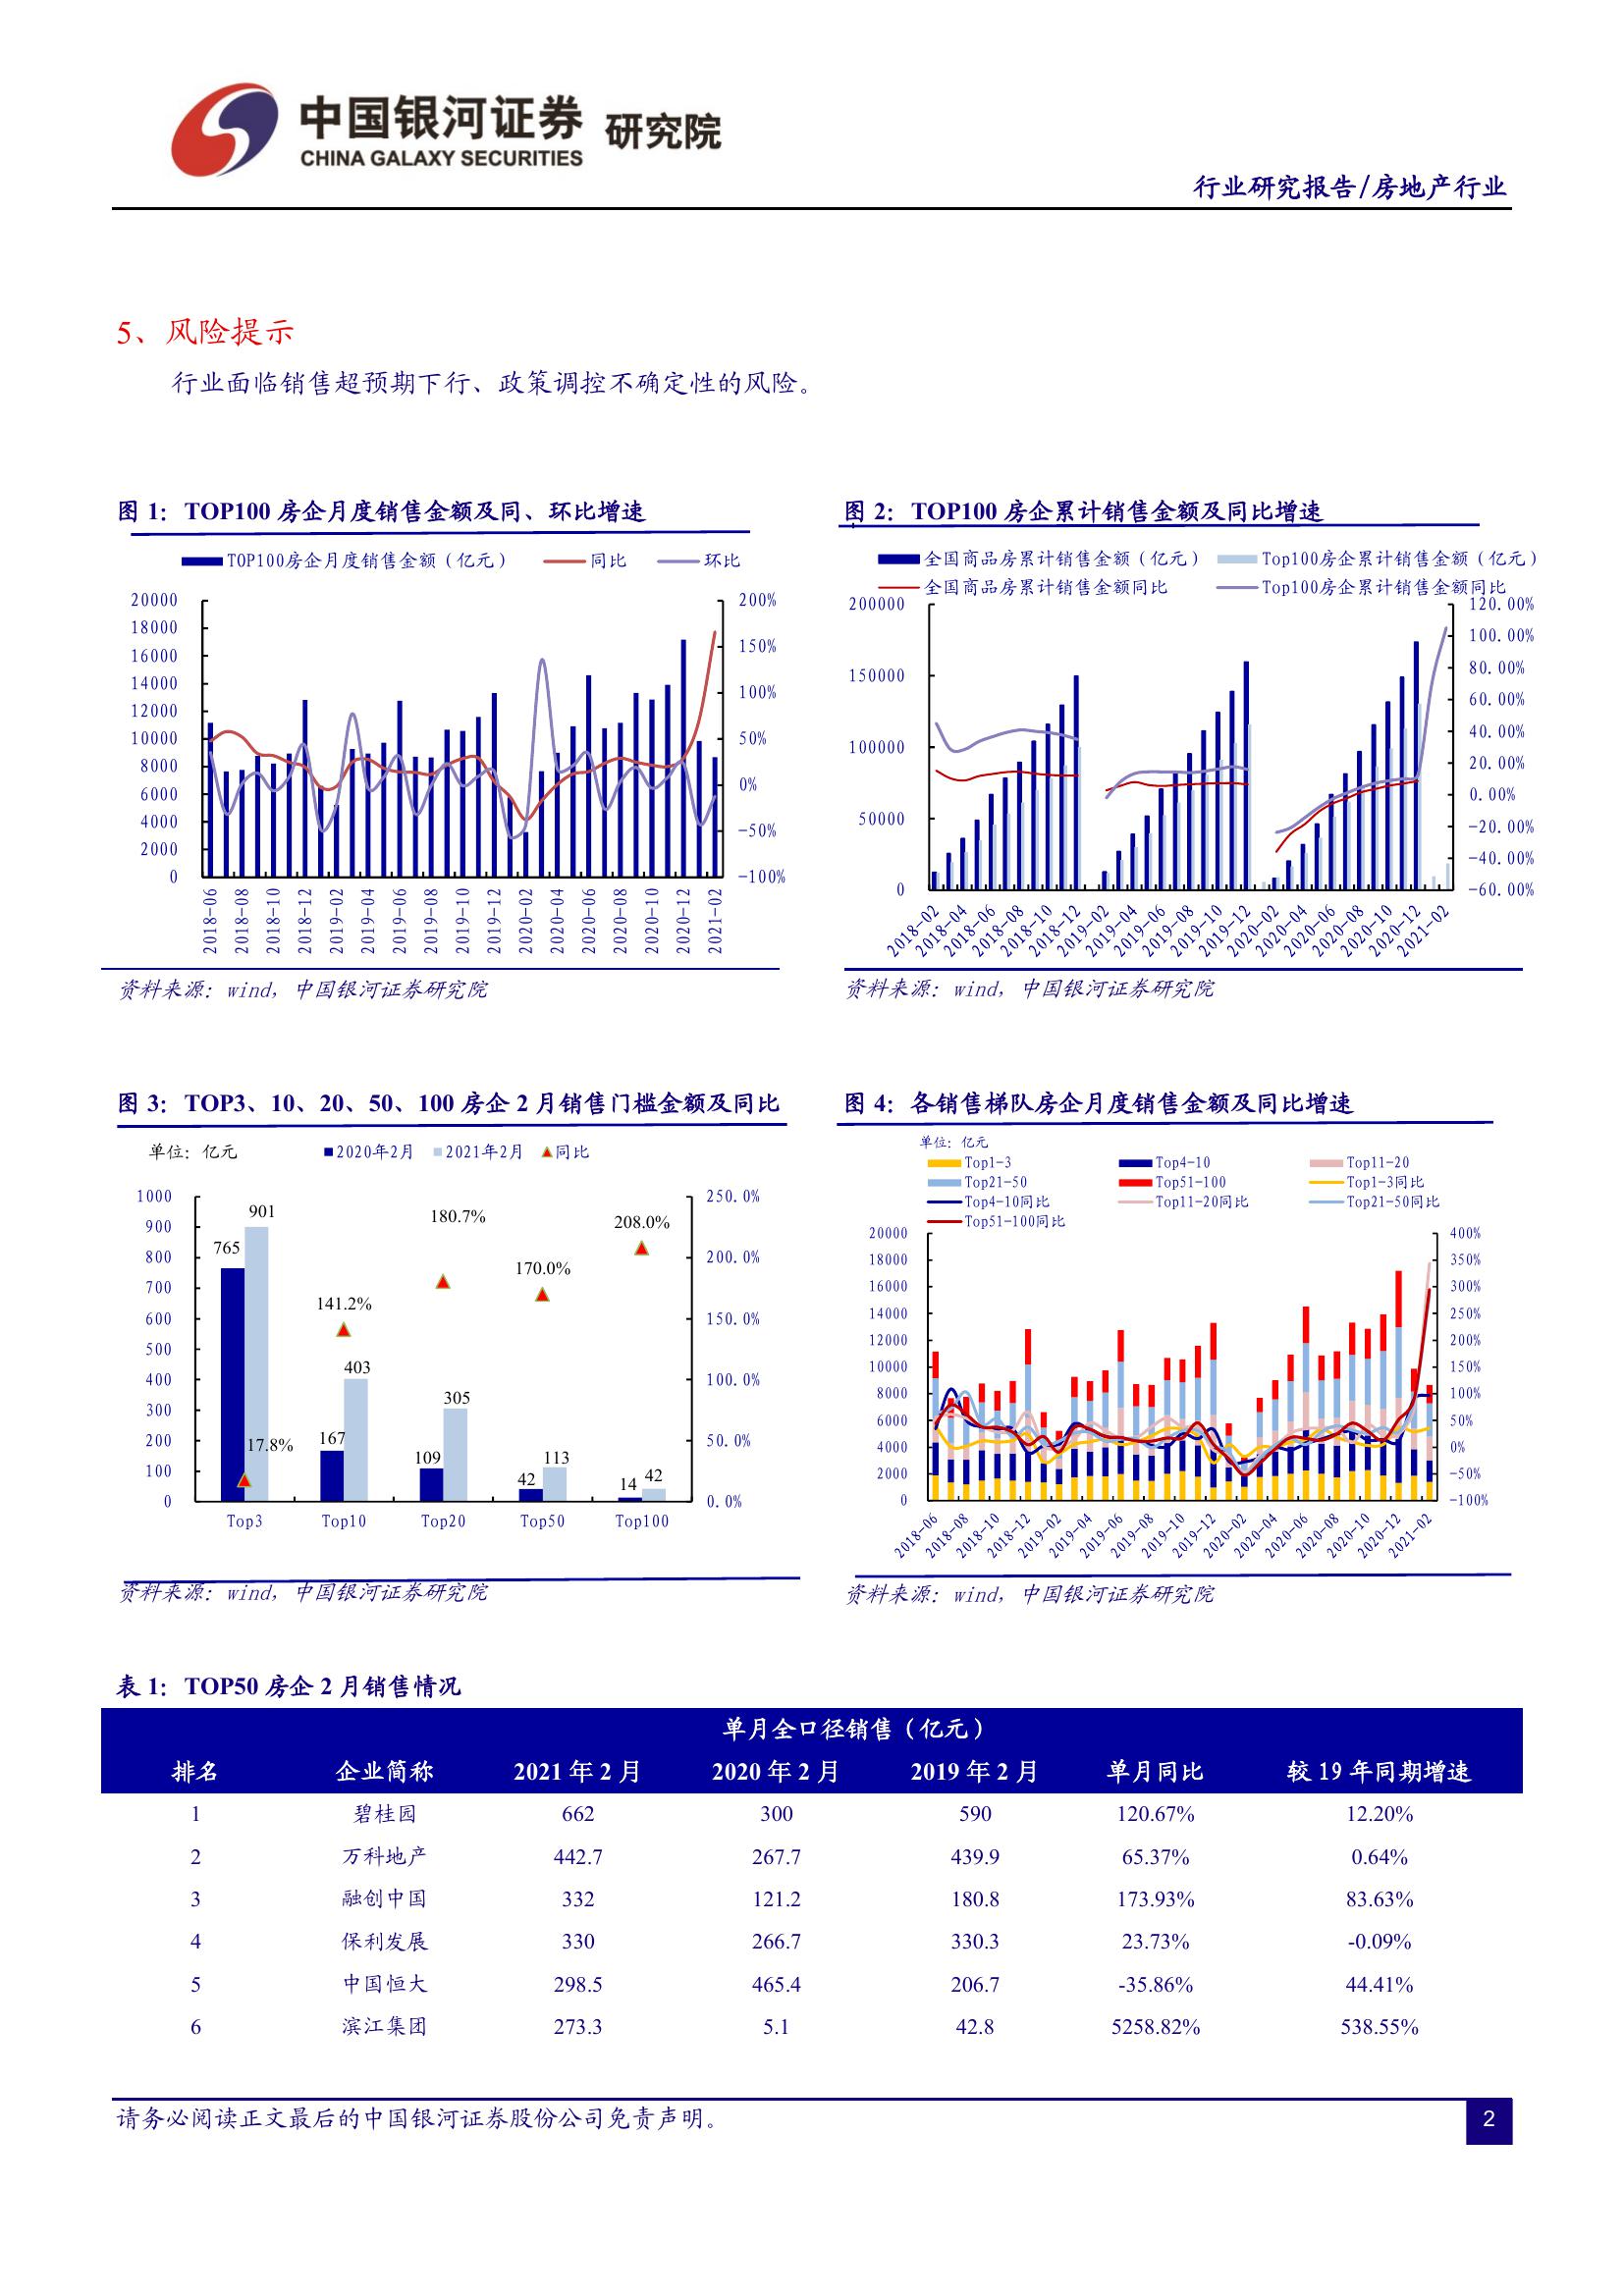 中国银河证券 研究院
CHINA GALAXY SECURITIES
行业研究报告/房地产行业
5、风险提示
行业面临销售超预期下行、政策调控不确定性的风险。
图 1：TOP100 房企月度销售金额及同、环比增速
TOP100房企月度销售金额（亿元） 同比 环比
20000 200%
18000
16000 150%
14000
12000 100%
10000 50%
8000
6000 0%
4000 -50%
2000
0 -100%
2018-06 2018-08 2018-10 2018-12 2019-02 2019-04 2019-06 2019-08 2019-10 2019-12 2020-02 2020-04 2020-06 2020-08 2020-10 2020-12 2021-02
资料来源：wind，中国银河证券研究院
图 2：TOP100 房企累计销售金额及同比增速
全国商品房累计销售金额（亿元） Top100房企累计销售金额（亿元）
全国商品房累计销售金额同比 Top100房企累计销售金额同比
200000 120.00%
100.00%
150000 80.00%
60.00%
100000 40.00%
20.00%
0.00%
50000 -20.00%
-40.00%
0 -60.00%
2018-02 2018-04 2018-06 2018-08 2018-10 2018-12 2019-02 2019-04 2019-06 2019-08 2019-10 2019-12 2020-02 2020-04 2020-06 2020-08 2020-10 2020-12 2021-02
资料来源：wind，中国银河证券研究院
图 3：TOP3、10、20、50、100 房企 2 月销售门槛金额及同比
单位：亿元 2020年2月 2021年2月 同比
1000 250.0%
900
800 200.0%
700
600 150.0%
500
400 100.0%
300
200 50.0%
100
0 0.0%
765 901 17.8%
167 403 141.2%
109 305 180.7%
42 113 170.0%
14 42 208.0%
Top3 Top10 Top20 Top50 Top100
资料来源：wind，中国银河证券研究院
图 4：各销售梯队房企月度销售金额及同比增速
单位：亿元
Top1-3 Top4-10 Top11-20
Top21-50 Top51-100 Top1-3同比
Top4-10同比 Top11-20同比 Top21-50同比
Top51-100同比
20000 400%
18000 350%
16000 300%
14000 250%
12000 200%
10000 150%
8000 100%
6000 50%
4000 0%
2000 -50%
0 -100%
2018-06 2018-08 2018-10 2018-12 2019-02 2019-04 2019-06 2019-08 2019-10 2019-12 2020-02 2020-04 2020-06 2020-08 2020-10 2020-12 2021-02
资料来源：wind，中国银河证券研究院
表 1：TOP50 房企 2 月销售情况
单月全口径销售（亿元）
排名 企业简称 2021 年 2 月 2020 年 2 月 2019 年 2 月 单月同比 较 19 年同期增速
1 碧桂园 662 300 590 120.67% 12.20%
2 万科地产 442.7 267.7 439.9 65.37% 0.64%
3 融创中国 332 121.2 180.8 173.93% 83.63%
4 保利发展 330 266.7 330.3 23.73% -0.09%
5 中国恒大 298.5 465.4 206.7 -35.86% 44.41%
6 滨江集团 273.3 5.1 42.8 5258.82% 538.55%
请务必阅读正文最后的中国银河证券股份公司免责声明。
2